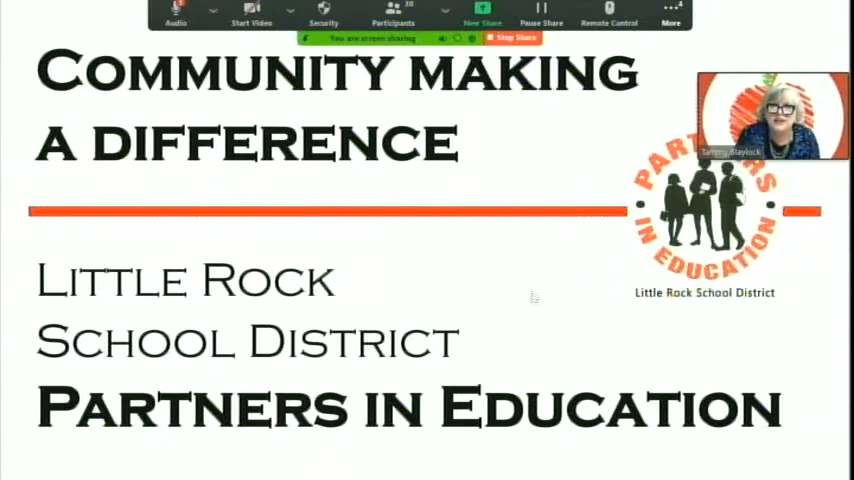 Audio
Start Video
Security
Participants
30
New Share
Pause Share
Remote Control
More
You are screen sharing
Stop Share
COMMUNITY MAKING
A DIFFERENCE
Tammy Blaylock
PARTNERS
IN EDUCATION
Little Rock School District
LITTLE ROCK
SCHOOL DISTRICT
PARTNERS IN EDUCATION